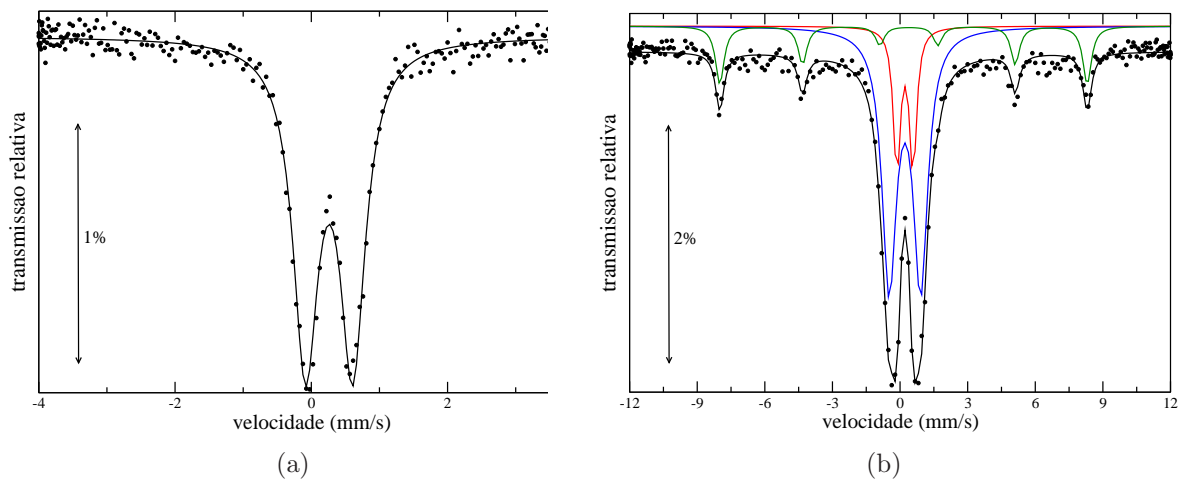 transmissao relativa
1%
-4
-2
0
2
velocidade (mm/s)
(a)
transmissao relativa
2%
-12
-9
-6
-3
0
3
6
9
12
velocidade (mm/s)
(b)